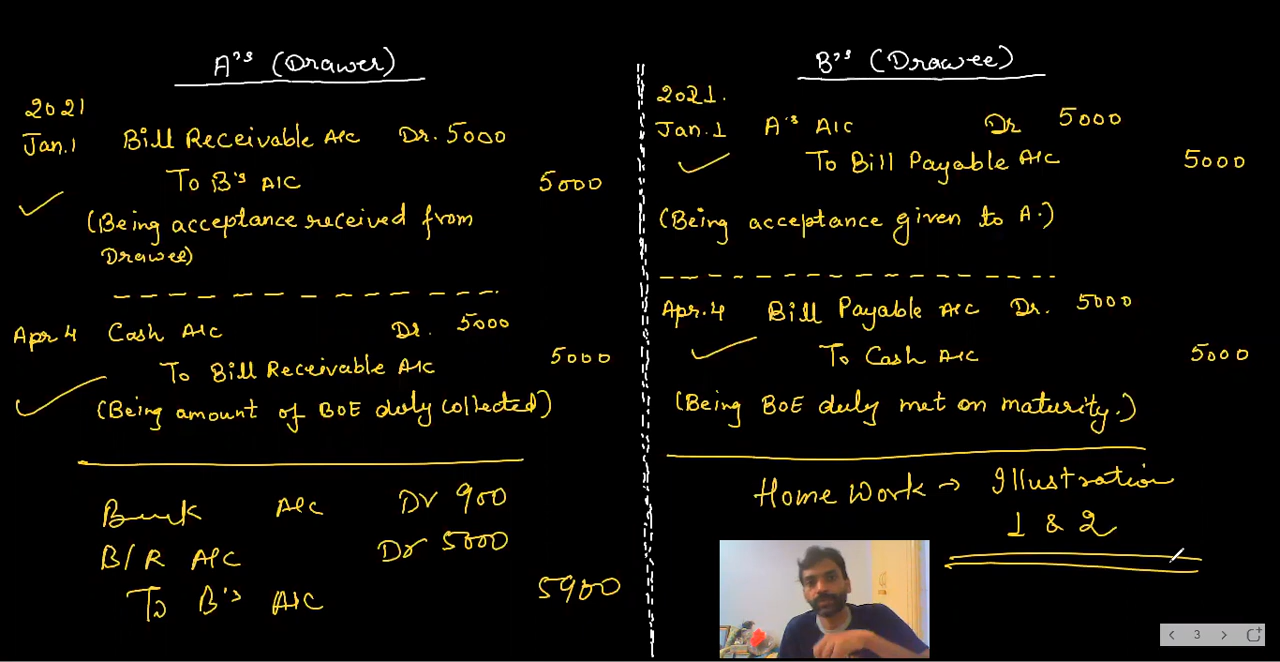 A's (Drawer)
2021
Jan.1 Bill Receivable A/C Dr. 5000
To B's A/C 5000
(Being acceptance received from
Drawee)
Apr 4 Cash A/C Dr. 5000
To Bill Receivable A/C 5000
(Being amount of BOE duly collected)
Bank A/C Dr 900
B/R A/C Dr 5000
To B's A/C 5900
B's (Drawee)
2021.
Jan.1 A's A/C Dr 5000
To Bill Payable A/C 5000
(Being acceptance given to A.)
Apr.4 Bill Payable A/C Dr. 5000
To Cash A/C 5000
(Being BOE duly met on maturity.)
Home Work → Illustration
1 & 2
< 3 >